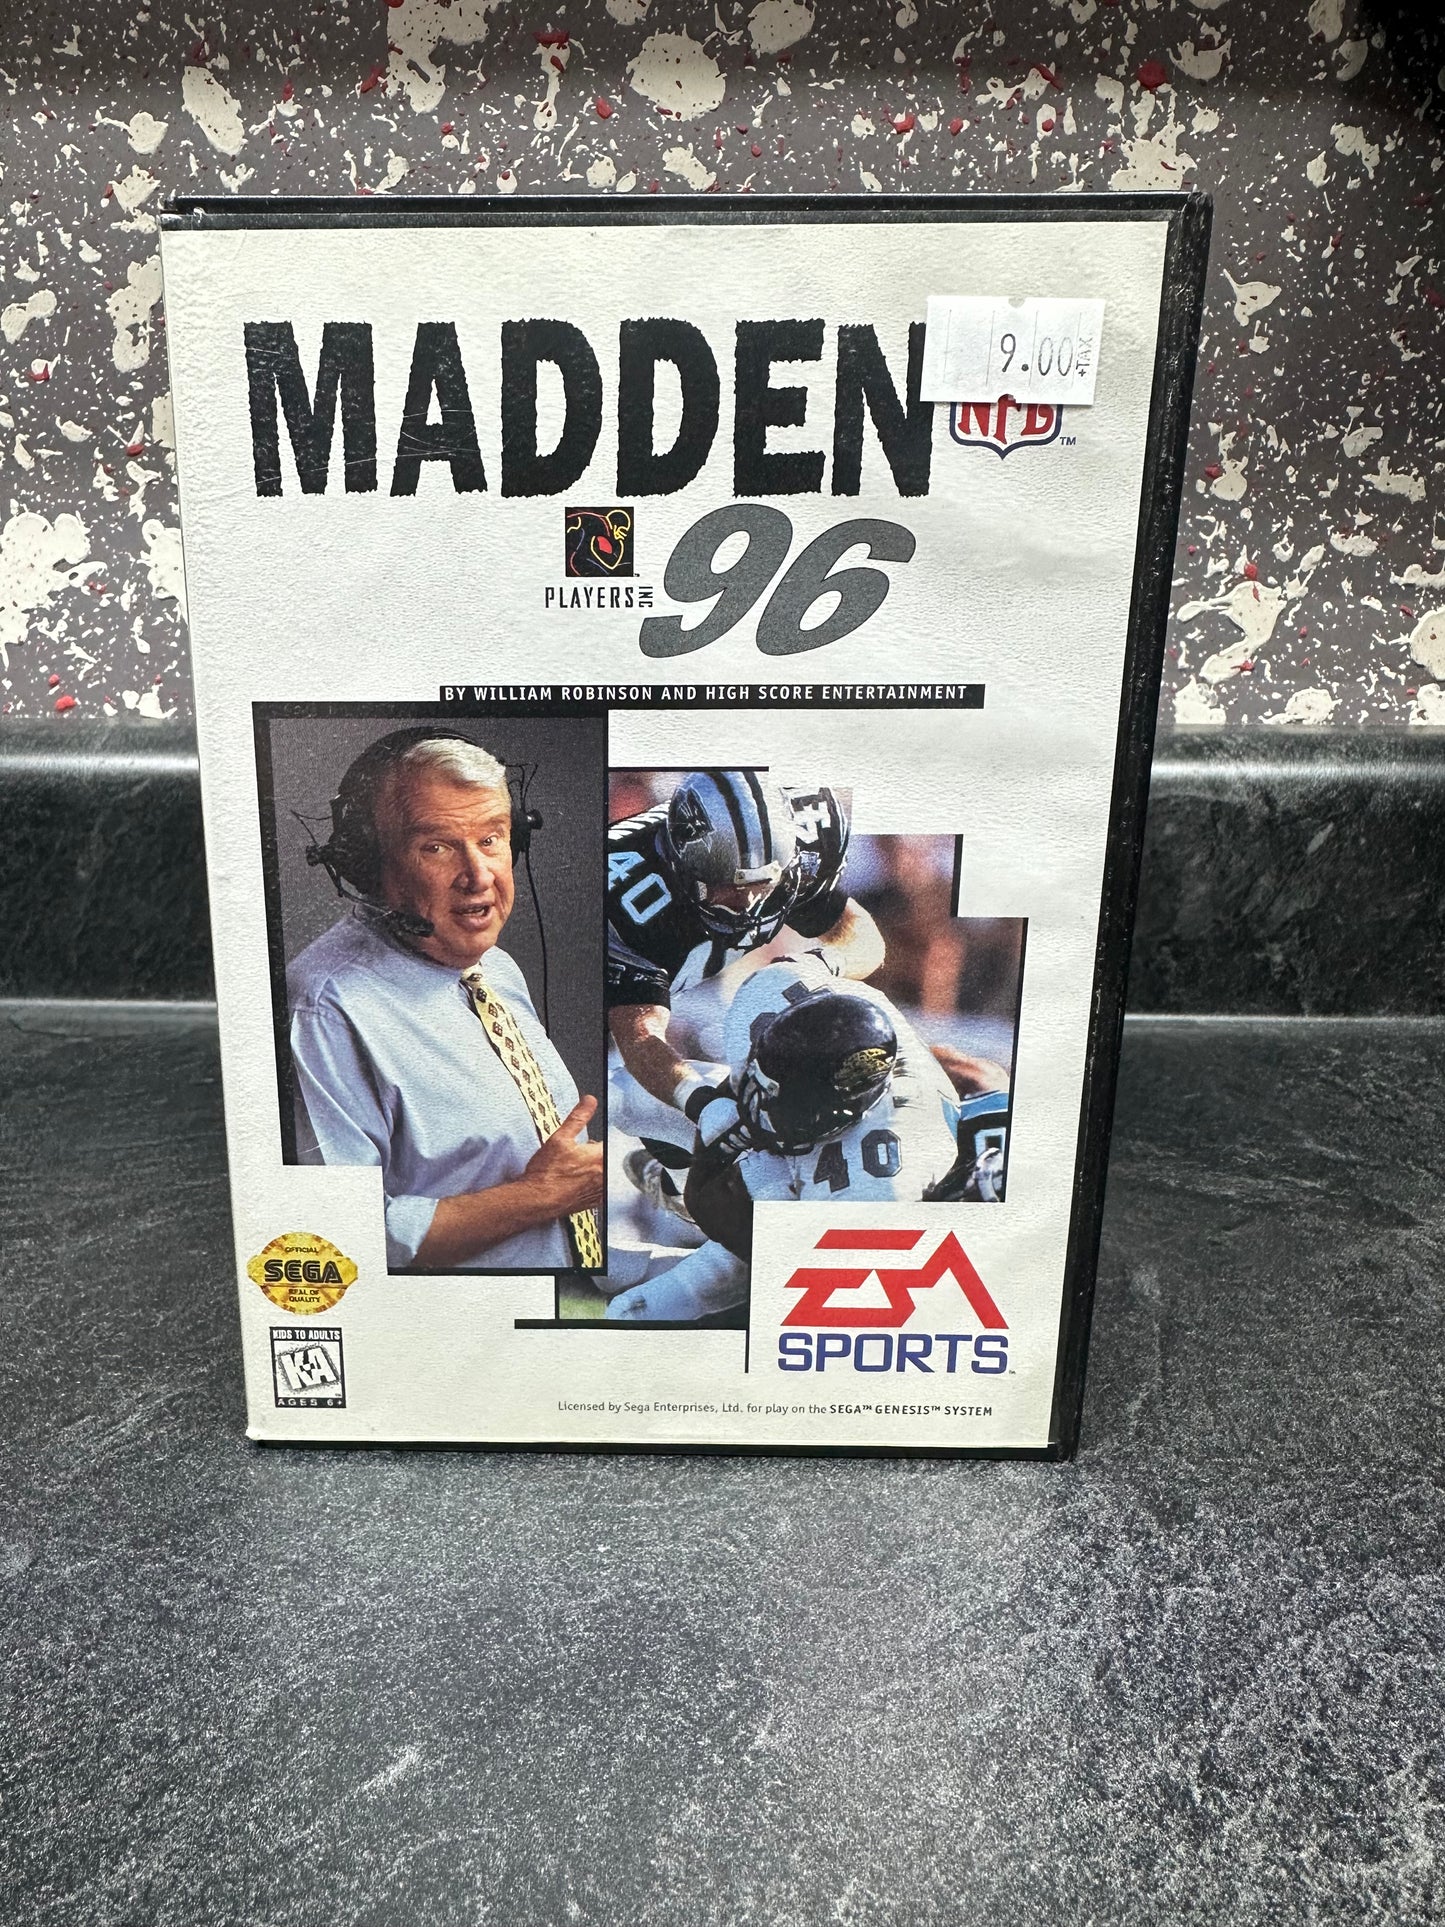 MADDEN
9.00
+TAX
NFL
TM
PLAYERS INC
96
BY WILLIAM ROBINSON AND HIGH SCORE ENTERTAINMENT
40
40
OFFICIAL
SEGA
SEAL OF
QUALITY
KIDS TO ADULTS
K-A
AGES 6+
EA
SPORTS
Licensed by Sega Enterprises, Ltd. for play on the SEGA™ GENESIS™ SYSTEM